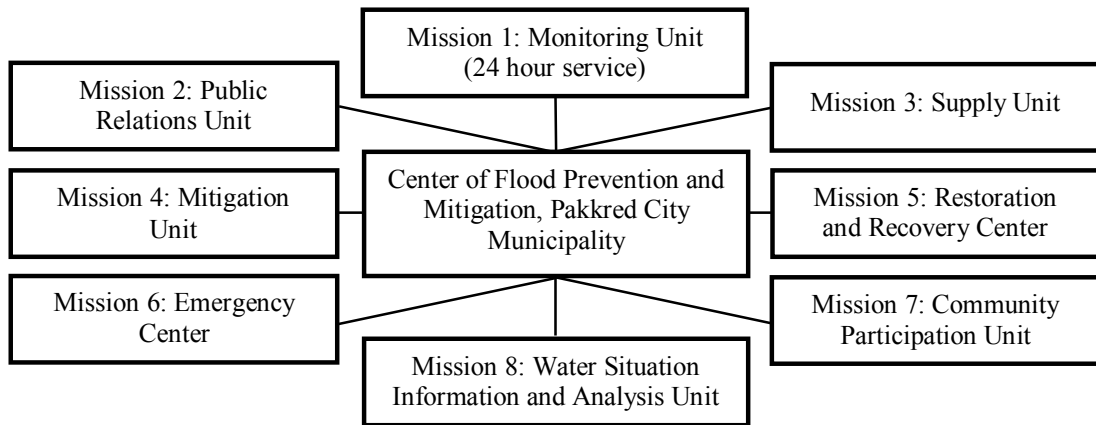 Mission 1: Monitoring Unit
(24 hour service)
Mission 2: Public
Relations Unit
Mission 3: Supply Unit
Center of Flood Prevention and
Mitigation, Pakkred City
Municipality
Mission 4: Mitigation
Unit
Mission 5: Restoration
and Recovery Center
Mission 6: Emergency
Center
Mission 7: Community
Participation Unit
Mission 8: Water Situation
Information and Analysis Unit